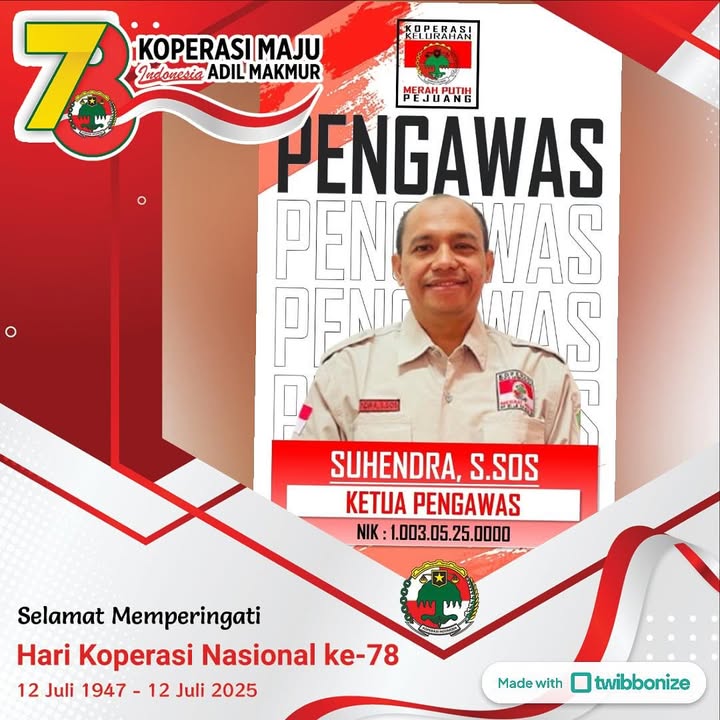 78
KOPERASI MAJU
Indonesia ADIL MAKMUR
KOPERASI
KELURAHAN
MERAH PUTIH
PEJUANG
PENGAWAS
PENGAWAS
PENGAWAS
SUHENDRA, S.SOS
KETUA PENGAWAS
NIK : 1.003.05.25.0000
Selamat Memperingati
Hari Koperasi Nasional ke-78
12 Juli 1947 - 12 Juli 2025
Made with twibbonize